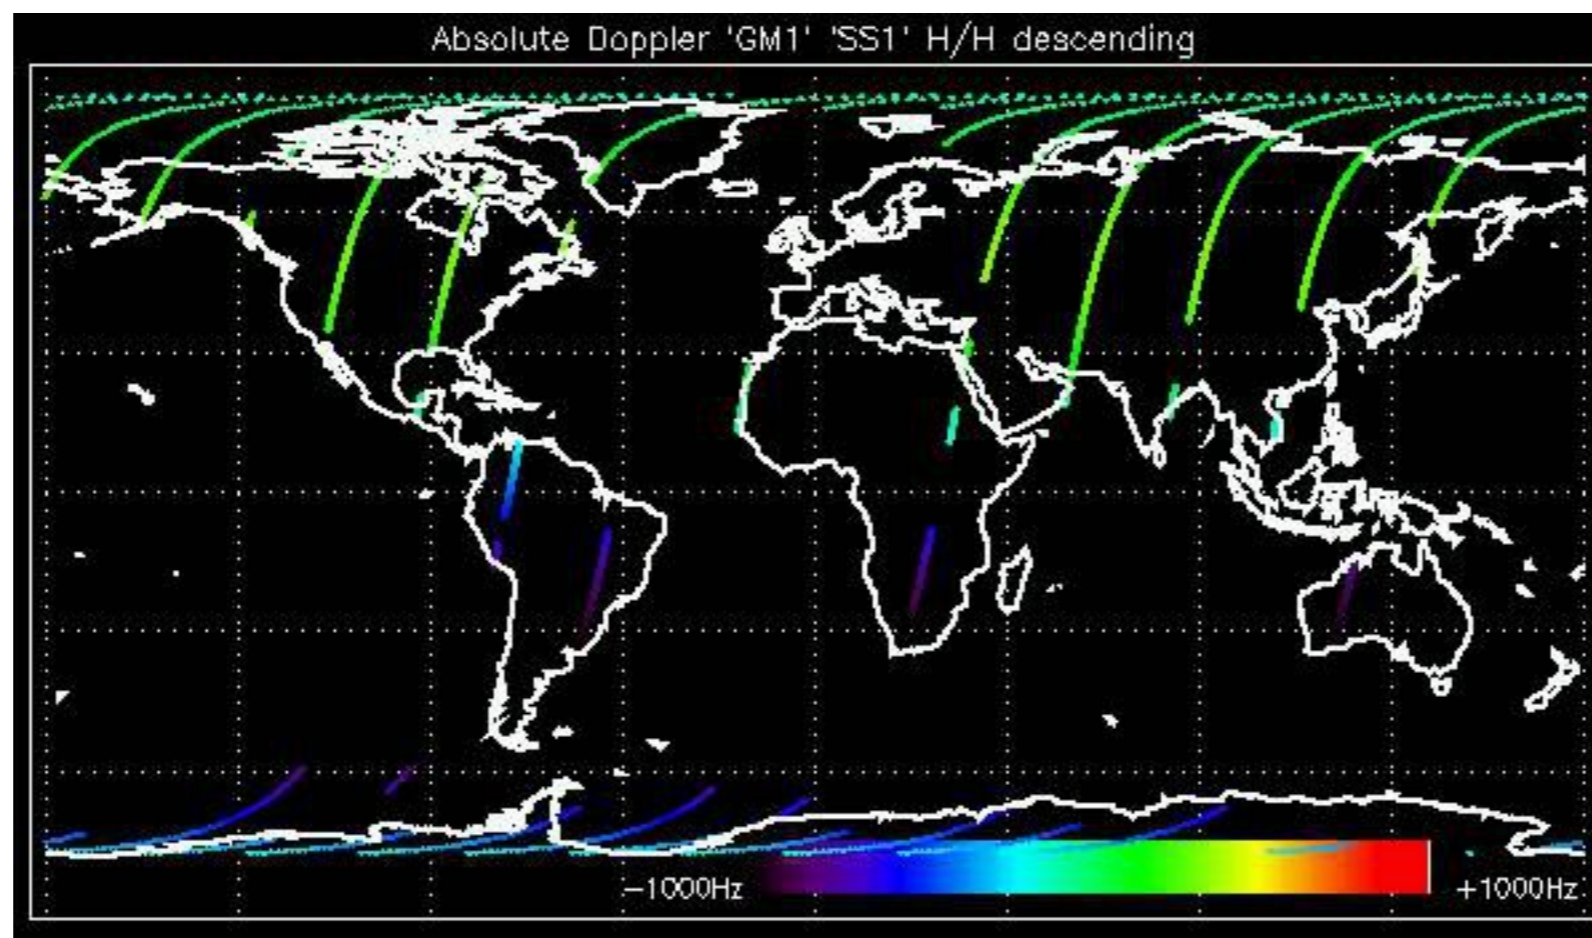 Absolute Doppler 'GM1' 'SS1' H/H descending
−1000Hz
+1000Hz